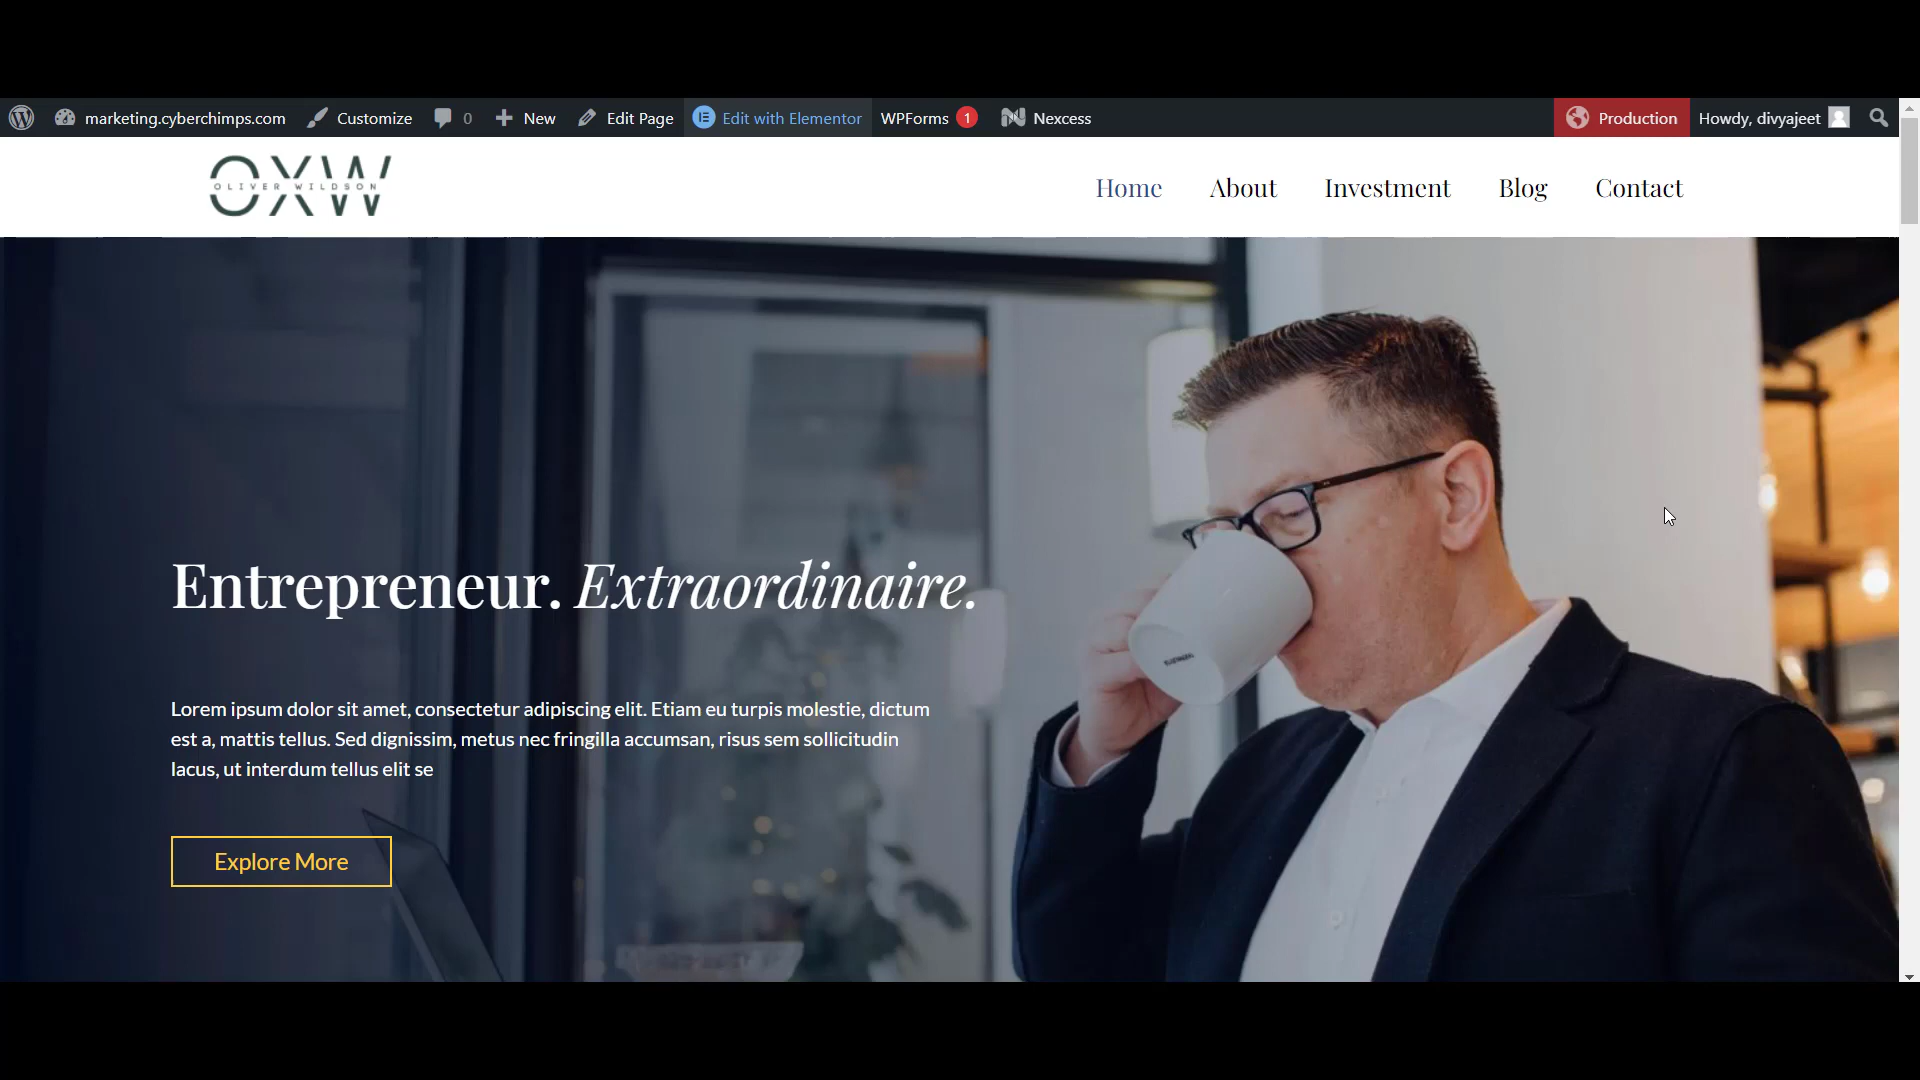 marketing.cyberchimps.com Customize 0 New Edit Page Edit with Elementor WPForms 1 Nexcess Production Howdy, divyajeet
OXW
OLIVER WILDSON
Home About Investment Blog Contact
Entrepreneur. Extraordinaire.
Lorem ipsum dolor sit amet, consectetur adipiscing elit. Etiam eu turpis molestie, dictum
est a, mattis tellus. Sed dignissim, metus nec fringilla accumsan, risus sem sollicitudin
lacus, ut interdum tellus elit se
Explore More